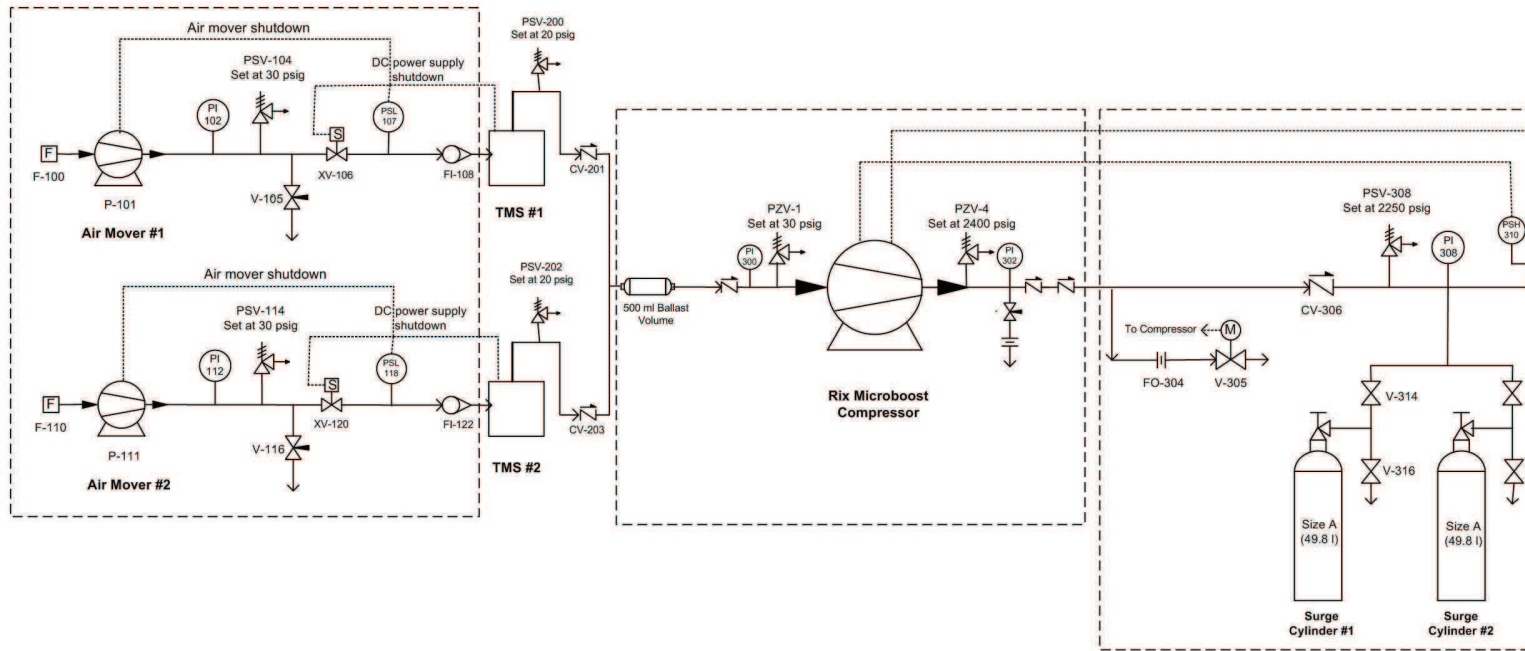 Air mover shutdown
PSV-104
Set at 30 psig
DC power supply
shutdown
PI
102
S
PSL
107
F
F-100
P-101
V-105
XV-106
FI-108
Air Mover #1
PSV-200
Set at 20 psig
TMS #1
CV-201
Air mover shutdown
PSV-114
Set at 30 psig
DC power supply
shutdown
PI
112
S
PSL
118
F
F-110
P-111
V-116
XV-120
FI-122
Air Mover #2
PSV-202
Set at 20 psig
TMS #2
CV-203
500 ml Ballast
Volume
PI
300
PZV-1
Set at 30 psig
PZV-4
Set at 2400 psig
PI
302
Rix Microboost
Compressor
To Compressor
M
FO-304
V-305
CV-306
PSV-308
Set at 2250 psig
PI
308
PSH
310
V-314
V-316
Size A
(49.8 l)
Surge
Cylinder #1
Size A
(49.8 l)
Surge
Cylinder #2